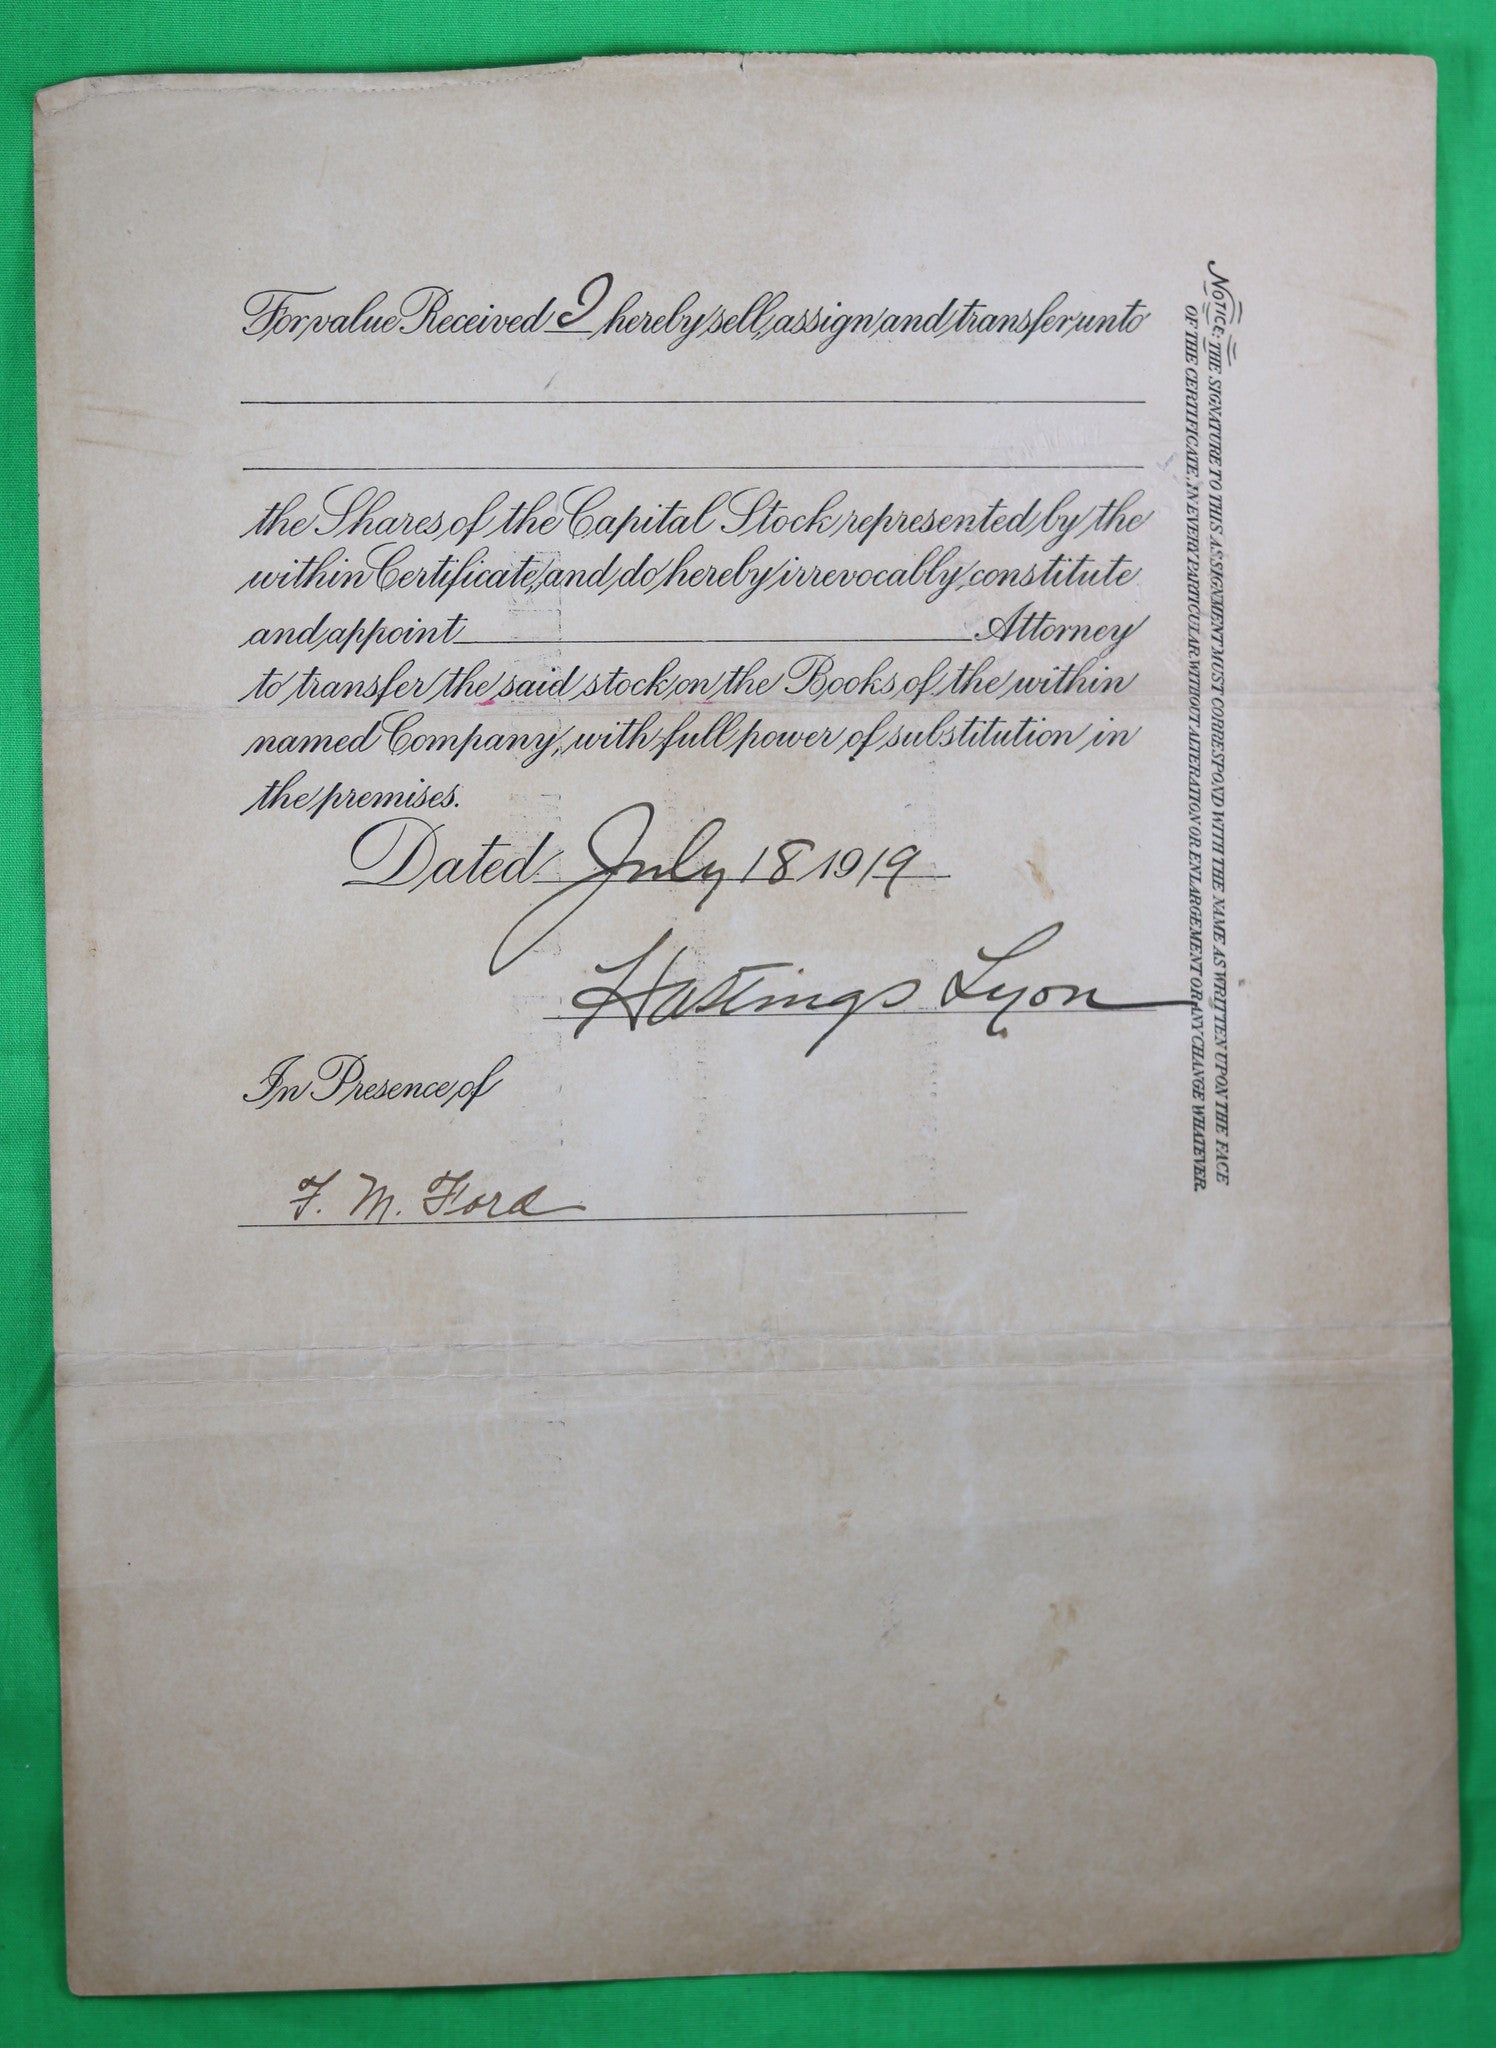 For value Received I hereby sell, assign and transfer unto
the Shares of the Capital Stock represented by the
within Certificate, and do hereby irrevocably constitute
and appoint Attorney
to transfer the said stock on the Books of the within
named Company, with full power of substitution in
the premises.
Dated July 18 1919
Hastings Lyon
In Presence of
F. M. Ford
NOTICE: THE SIGNATURE TO THIS ASSIGNMENT MUST CORRESPOND WITH THE NAME AS WRITTEN UPON THE FACE
OF THE CERTIFICATE, IN EVERY PARTICULAR, WITHOUT ALTERATION OR ENLARGEMENT OR ANY CHANGE WHATEVER.